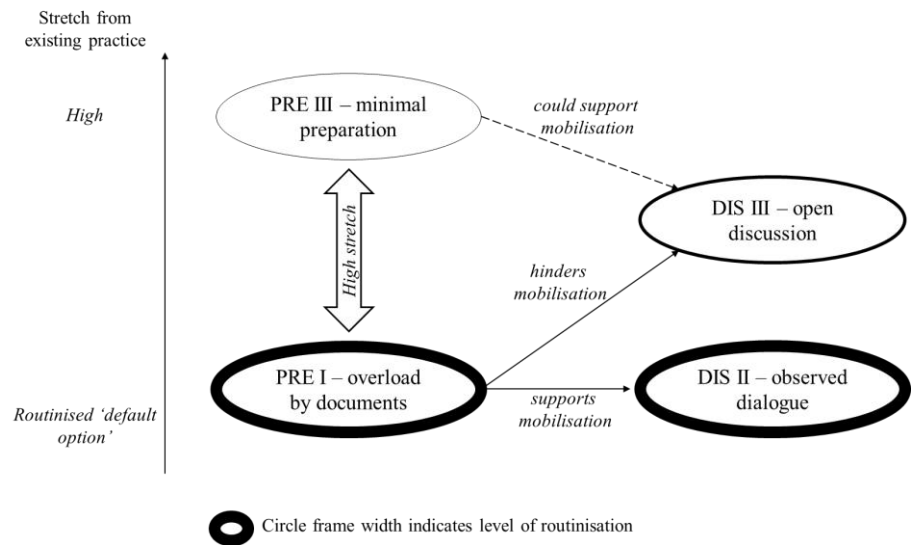 Stretch from
existing practice
High
PRE III – minimal
preparation
could support
mobilisation
DIS III – open
discussion
High stretch
hinders
mobilisation
PRE I – overload
by documents
supports
mobilisation
DIS II – observed
dialogue
Routinised ‘default
option’
Circle frame width indicates level of routinisation